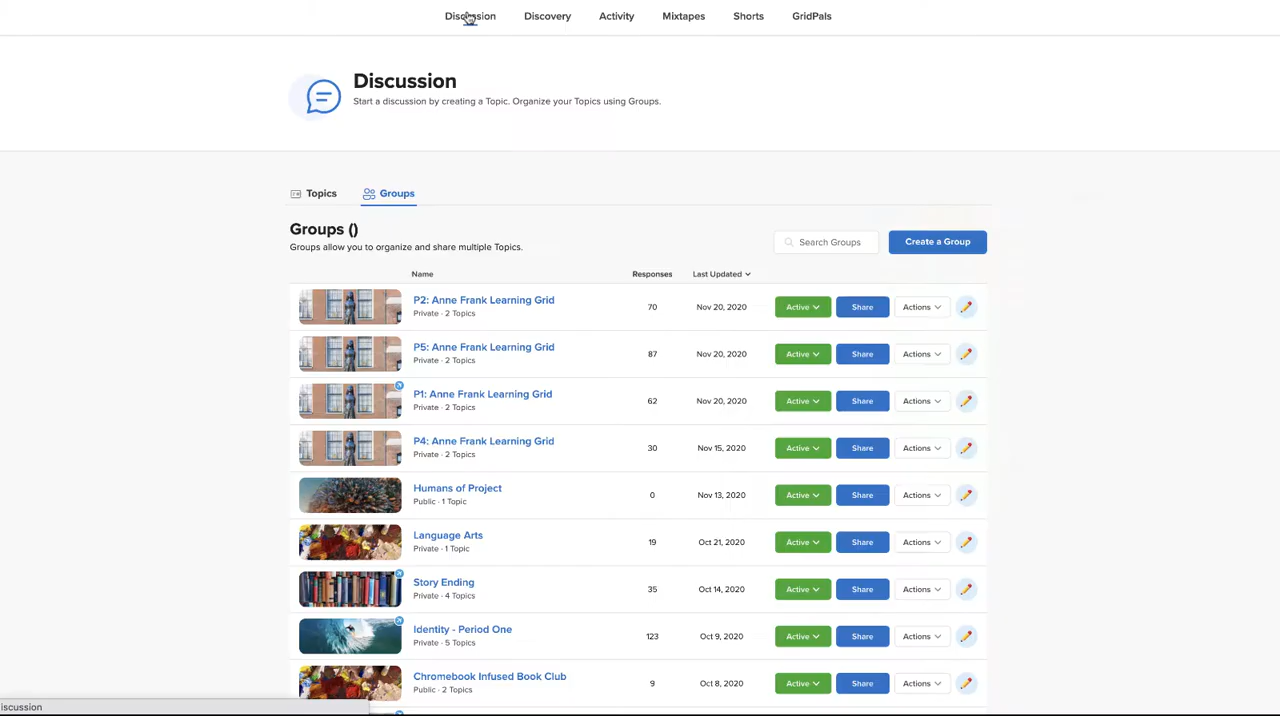 Discussion Discovery Activity Mixtapes Shorts GridPals
Discussion
Start a discussion by creating a Topic. Organize your Topics using Groups.
Topics Groups
Groups ()
Groups allow you to organize and share multiple Topics.
Search Groups Create a Group
Name Responses Last Updated
P2: Anne Frank Learning Grid
Private · 2 Topics
70 Nov 20, 2020 Active Share Actions
P5: Anne Frank Learning Grid
Private · 2 Topics
87 Nov 20, 2020 Active Share Actions
P1: Anne Frank Learning Grid
Private · 2 Topics
62 Nov 20, 2020 Active Share Actions
P4: Anne Frank Learning Grid
Private · 2 Topics
30 Nov 15, 2020 Active Share Actions
Humans of Project
Public · 1 Topic
0 Nov 13, 2020 Active Share Actions
Language Arts
Private · 1 Topic
19 Oct 21, 2020 Active Share Actions
Story Ending
Private · 4 Topics
35 Oct 14, 2020 Active Share Actions
Identity - Period One
Private · 5 Topics
123 Oct 9, 2020 Active Share Actions
Chromebook Infused Book Club
Public · 2 Topics
9 Oct 8, 2020 Active Share Actions
iscussion